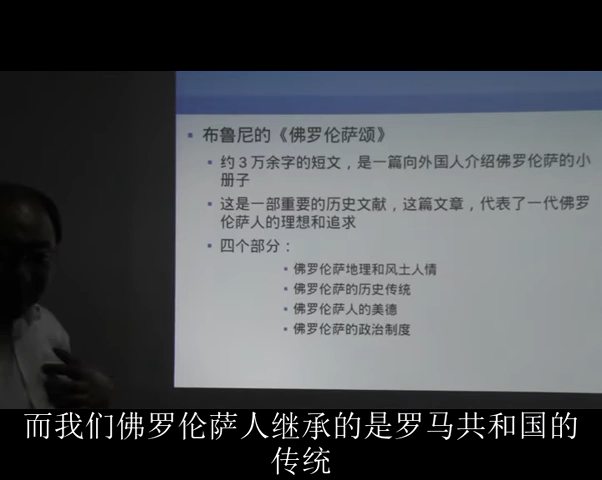 布鲁尼的《佛罗伦萨颂》
约3万余字的短文，是一篇向外国人介绍佛罗伦萨的小
册子
这是一部重要的历史文献，这篇文章，代表了一代佛罗
伦萨人的理想和追求
四个部分：
佛罗伦萨地理和风土人情
佛罗伦萨的历史传统
佛罗伦萨人的美德
佛罗伦萨的政治制度
而我们佛罗伦萨人继承的是罗马共和国的
传统